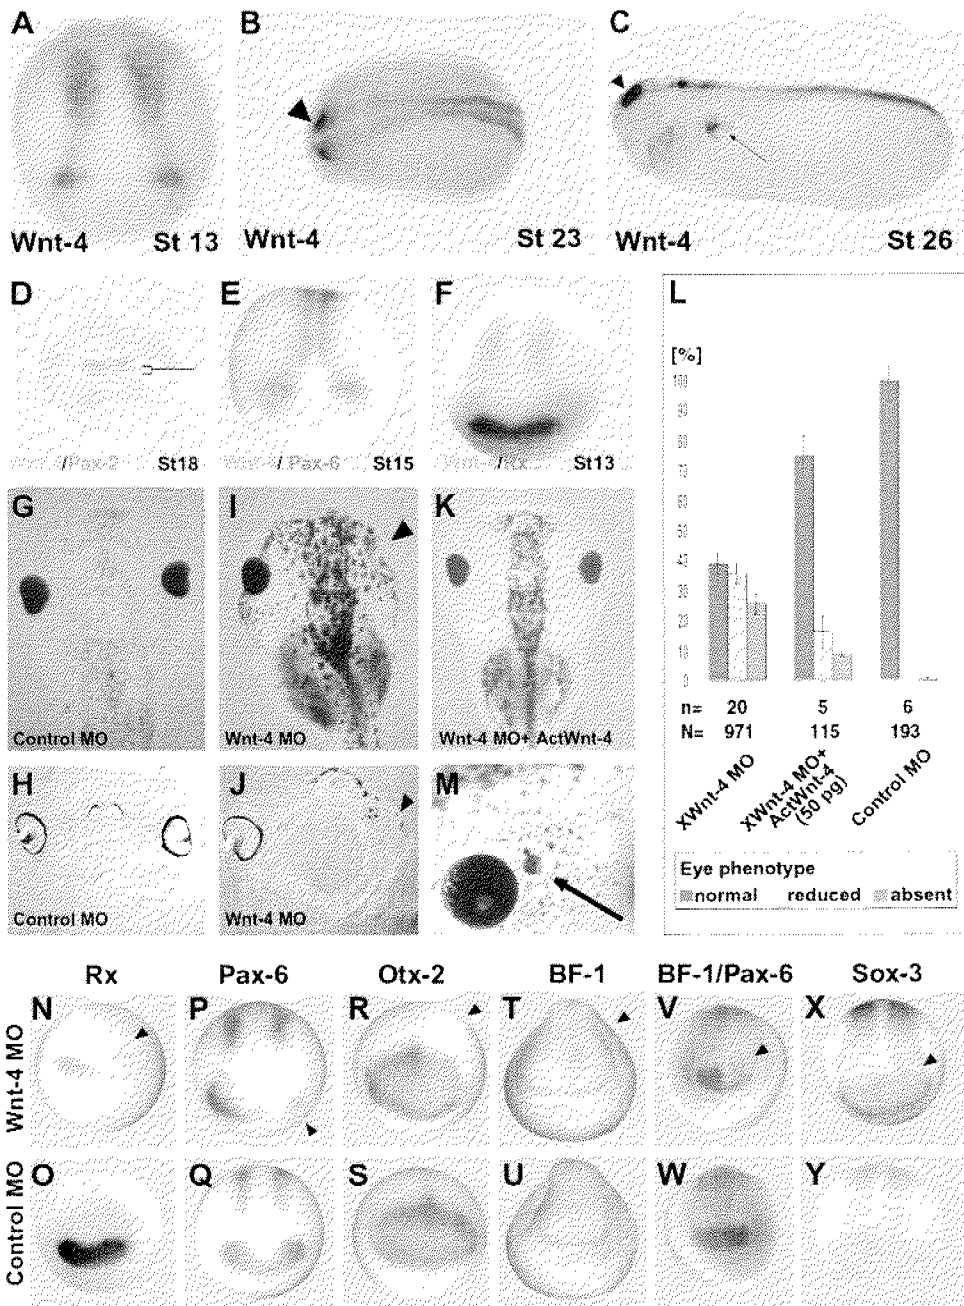 A
B
C
Wnt-4 St 13
Wnt-4 St 23
Wnt-4 St 26
D
E
F
L
/Pax-2 St18
Wnt-4/ Pax-6 St15
Wnt-4/Rx St13
[%]
100
90
80
70
60
50
40
30
20
10
0
G
I
K
Control MO
Wnt-4 MO
Wnt-4 MO+ ActWnt-4
n= 20 5 6
N= 971 115 193
XWnt-4 MO
XWnt-4 MO+
ActWnt-4
(50 pg)
Control MO
H
J
M
Control MO
Wnt-4 MO
Eye phenotype
normal reduced absent
Rx Pax-6 Otx-2 BF-1 BF-1/Pax-6 Sox-3
Wnt-4 MO
N P R T V X
Control MO
O Q S U W Y